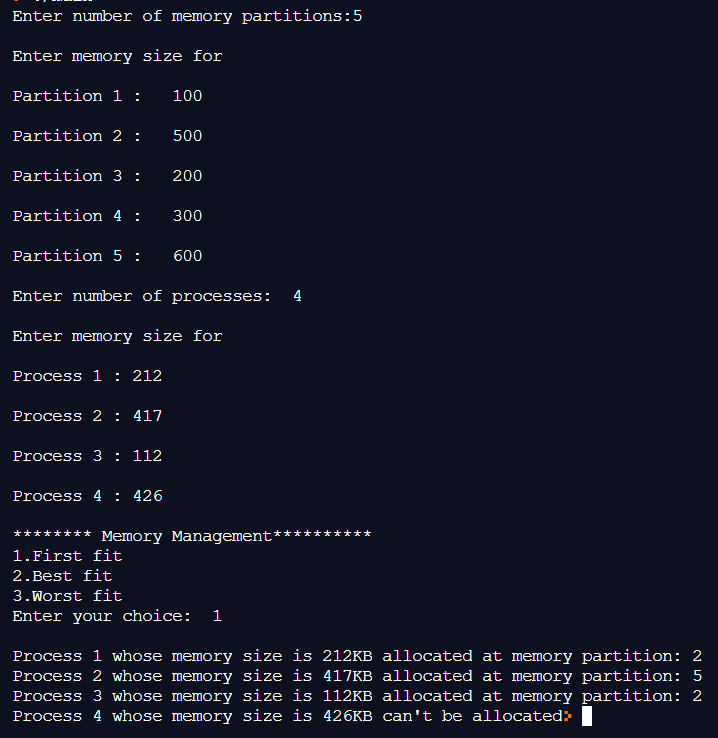 Enter number of memory partitions:5
Enter memory size for
Partition 1 :   100
Partition 2 :   500
Partition 3 :   200
Partition 4 :   300
Partition 5 :   600
Enter number of processes:  4
Enter memory size for
Process 1 : 212
Process 2 : 417
Process 3 : 112
Process 4 : 426
******** Memory Management**********
1.First fit
2.Best fit
3.Worst fit
Enter your choice:  1
Process 1 whose memory size is 212KB allocated at memory partition: 2
Process 2 whose memory size is 417KB allocated at memory partition: 5
Process 3 whose memory size is 112KB allocated at memory partition: 2
Process 4 whose memory size is 426KB can't be allocated>